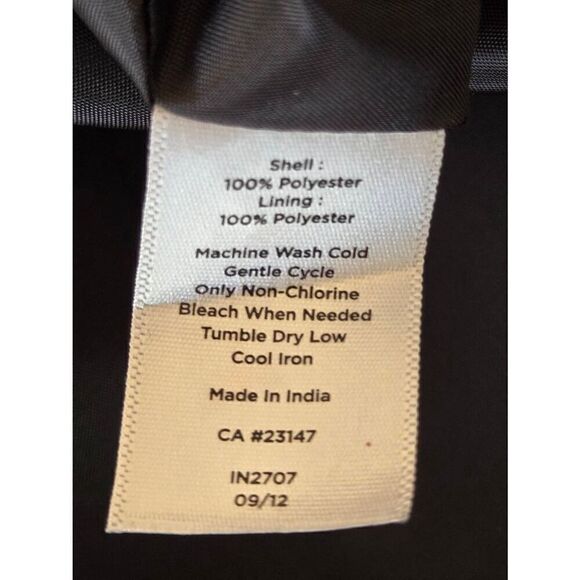 Shell :
100% Polyester
Lining :
100% Polyester
Machine Wash Cold
Gentle Cycle
Only Non-Chlorine
Bleach When Needed
Tumble Dry Low
Cool Iron
Made In India
CA #23147
IN2707
09/12